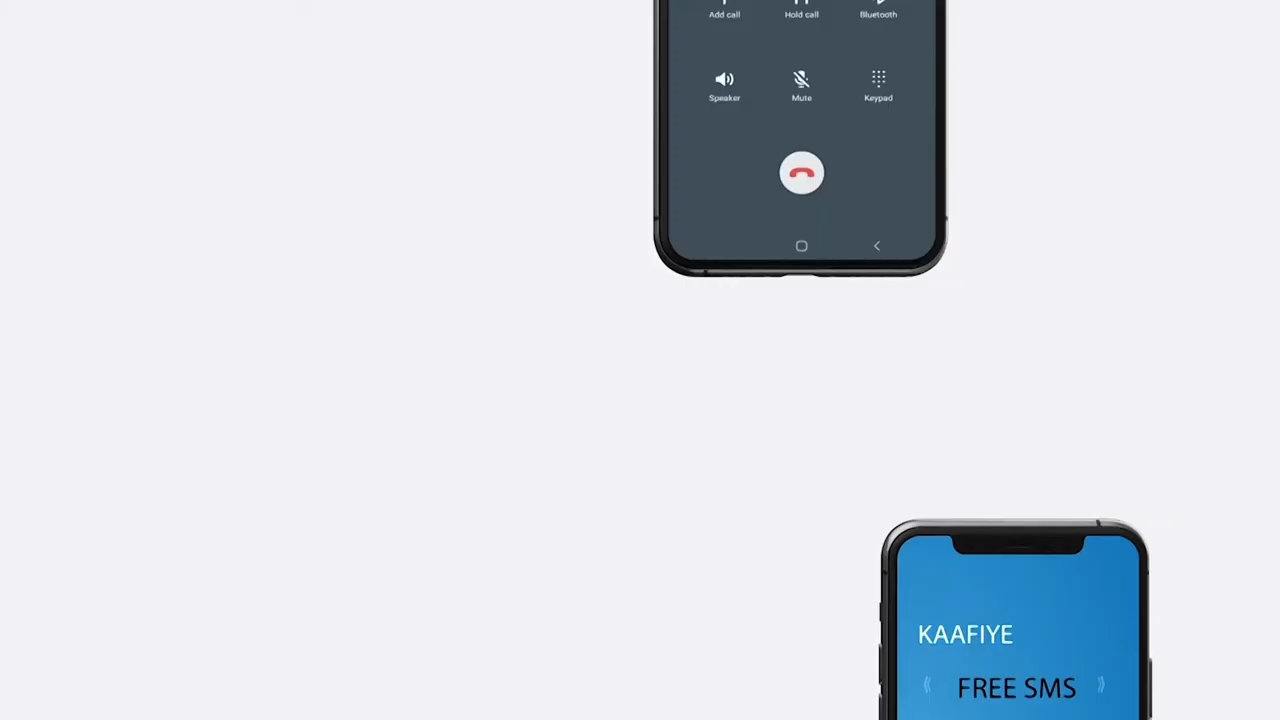 Add call Hold call Bluetooth
Speaker Mute Keypad
KAAFIYE
FREE SMS